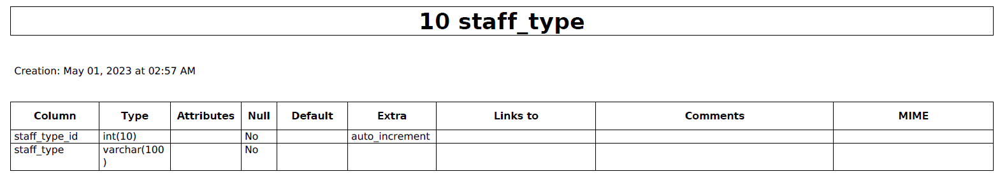 10 staff_type
Creation: May 01, 2023 at 02:57 AM
Column Type Attributes Null Default Extra Links to Comments MIME
staff_type_id int(10) No auto_increment
staff_type varchar(100 No
)